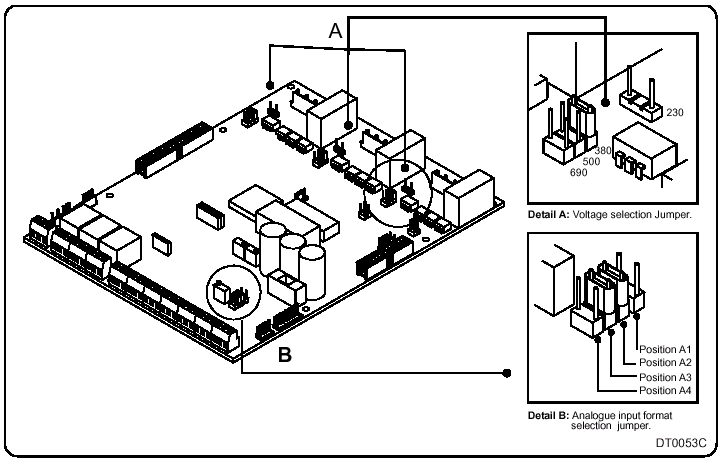 A
230
380
500
690
Detail A: Voltage selection Jumper.
Position A1
Position A2
Position A3
Position A4
B
Detail B: Analogue input format
selection jumper.
DT0053C